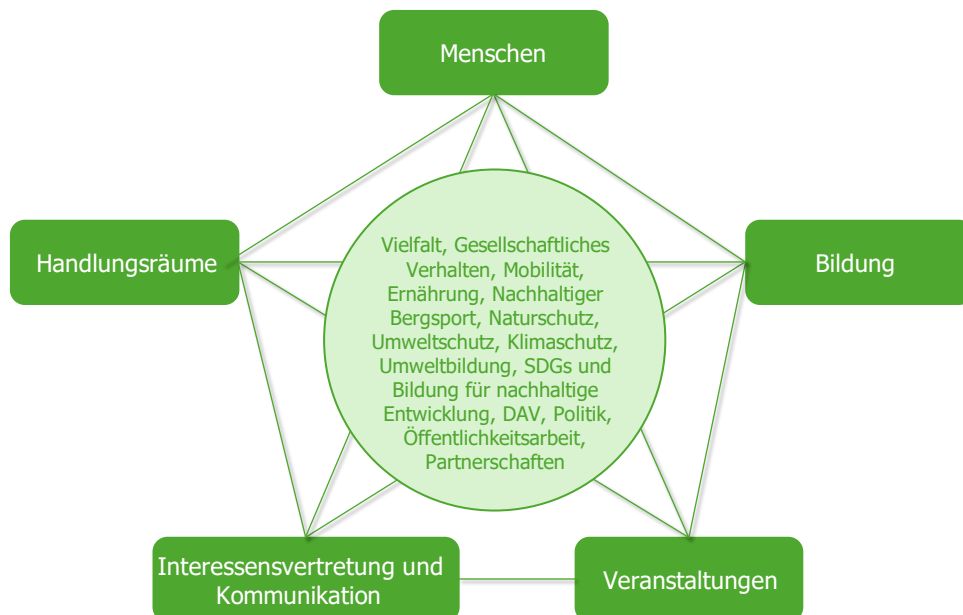 Menschen
Handlungsräume
Bildung
Vielfalt, Gesellschaftliches
Verhalten, Mobilität,
Ernährung, Nachhaltiger
Bergsport, Naturschutz,
Umweltschutz, Klimaschutz,
Umweltbildung, SDGs und
Bildung für nachhaltige
Entwicklung, DAV, Politik,
Öffentlichkeitsarbeit,
Partnerschaften
Interessensvertretung und
Kommunikation
Veranstaltungen